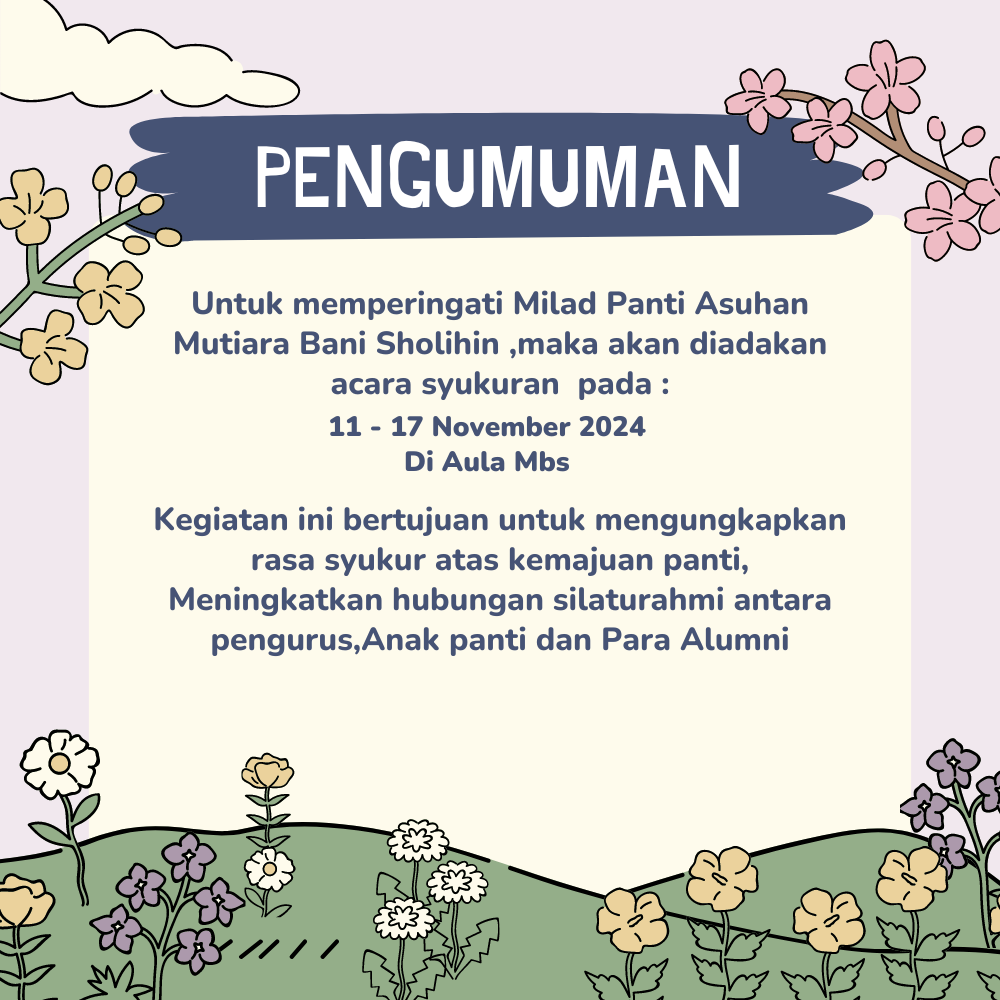 PENGUMUMAN
Untuk memperingati Milad Panti Asuhan
Mutiara Bani Sholihin ,maka akan diadakan
acara syukuran  pada :
11 - 17 November 2024
Di Aula Mbs
Kegiatan ini bertujuan untuk mengungkapkan
rasa syukur atas kemajuan panti,
Meningkatkan hubungan silaturahmi antara
pengurus,Anak panti dan Para Alumni